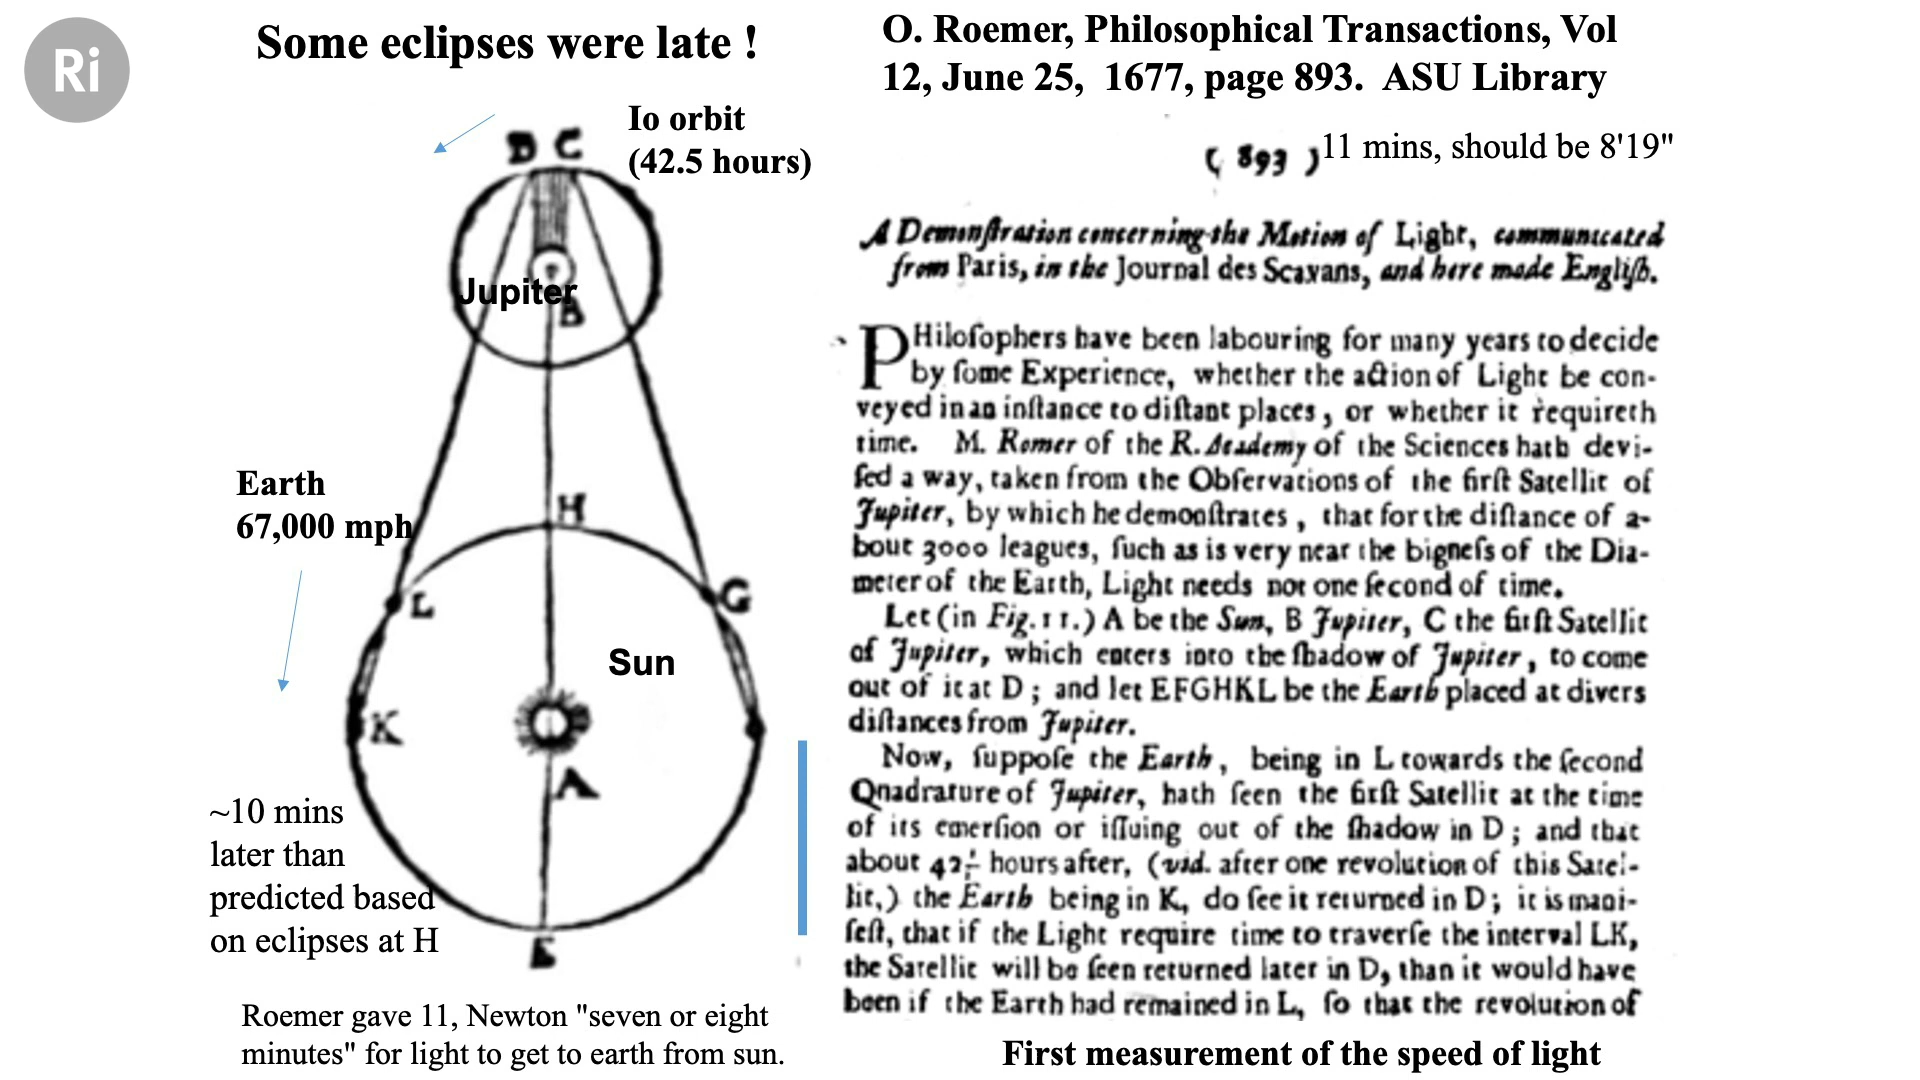 Ri
Some eclipses were late !
O. Roemer, Philosophical Transactions, Vol
12, June 25, 1677, page 893. ASU Library
Io orbit
(42.5 hours)
D C
Jupiter
B
Earth
67,000 mph
H
L
G
Sun
K
A
~10 mins
later than
predicted based
on eclipses at H
E
Roemer gave 11, Newton "seven or eight
minutes" for light to get to earth from sun.
( 893 )
11 mins, should be 8'19"
A Demonſtration concerning the Motion of Light, communicated
from Paris, in the Journal des Scavans, and here made Engliſh.
PHiloſophers have been labouring for many years to decide
by ſome Experience, whether the action of Light be con-
veyed in an inſtance to diſtant places, or whether it requireth
time. M. Romer of the R. Academy of the Sciences hath devi-
ſed a way, taken from the Obſervations of the firſt Satellit of
Jupiter, by which he demonſtrates, that for the diſtance of a-
bout 3000 leagues, ſuch as is very near the bigneſs of the Dia-
meter of the Earth, Light needs not one ſecond of time.
Let (in Fig. 11.) A be the Sun, B Jupiter, C the firſt Satellit
of Jupiter, which enters into the ſhadow of Jupiter, to come
out of it at D; and let EFGHKL be the Earth placed at divers
diſtances from Jupiter.
Now, ſuppoſe the Earth, being in L towards the ſecond
Quadrature of Jupiter, hath ſeen the firſt Satellit at the time
of its emerſion or iſſuing out of the ſhadow in D; and that
about 42½ hours after, (vid. after one revolution of this Satel-
lit,) the Earth being in K, do ſee it returned in D; it is mani-
feſt, that if the Light require time to traverſe the interval LK,
the Satellit will be ſeen returned later in D, than it would have
been if the Earth had remained in L, ſo that the revolution of
First measurement of the speed of light